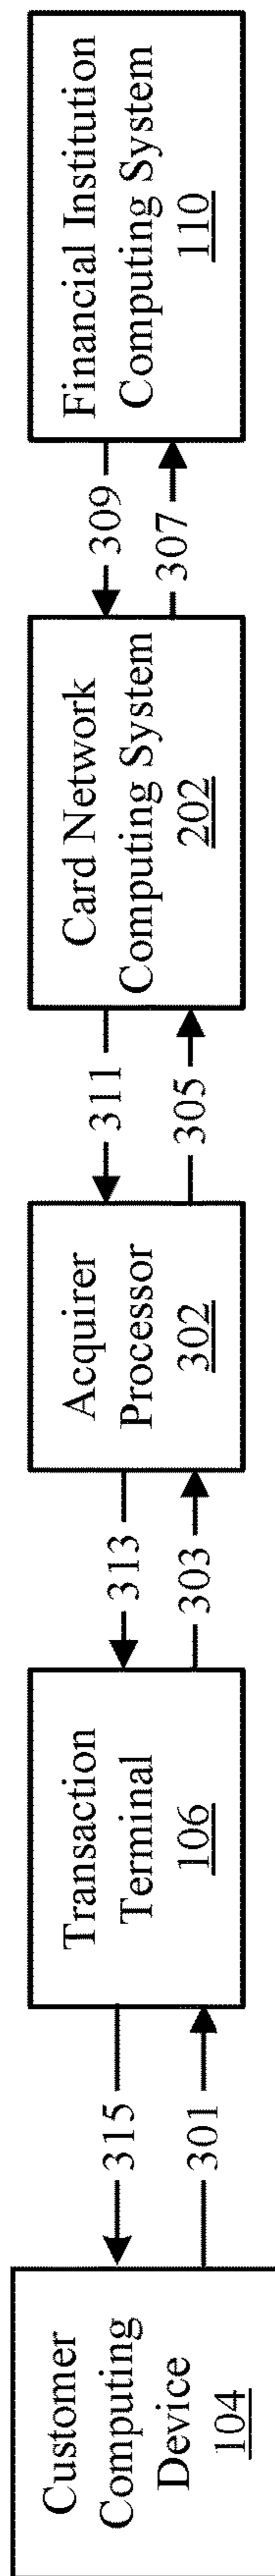 Customer
Computing
Device
104
315
301
Transaction
Terminal
106
313
303
Acquirer
Processor
302
311
305
Card Network
Computing System
202
309
307
Financial Institution
Computing System
110